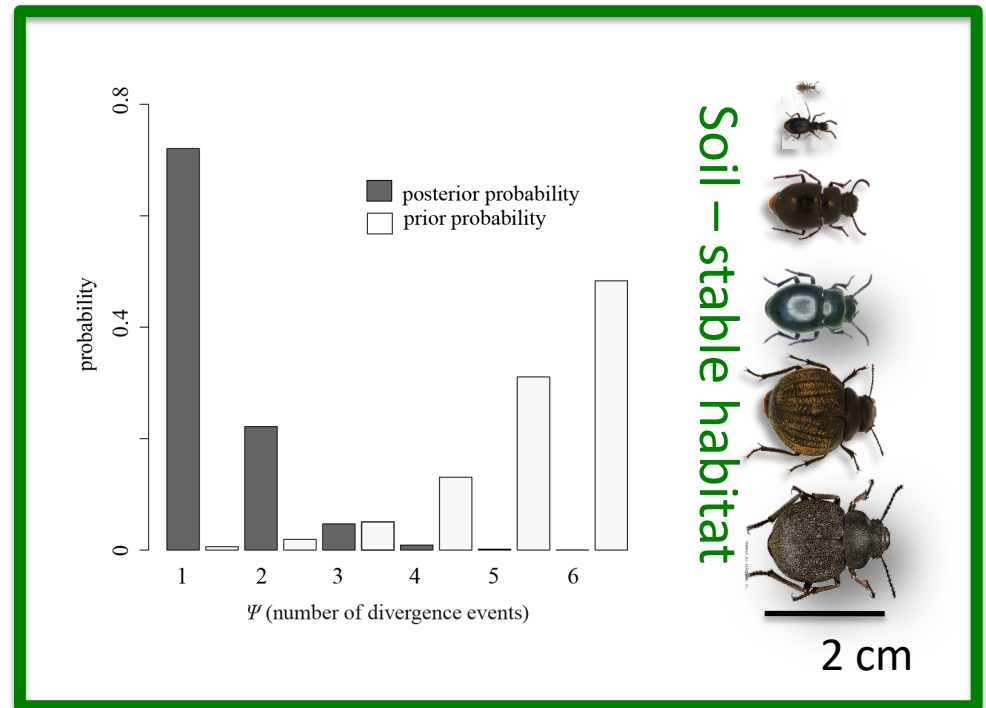 0.8
0.4
0
probability
posterior probability
prior probability
1 2 3 4 5 6
Ψ (number of divergence events)
Soil – stable habitat
2 cm